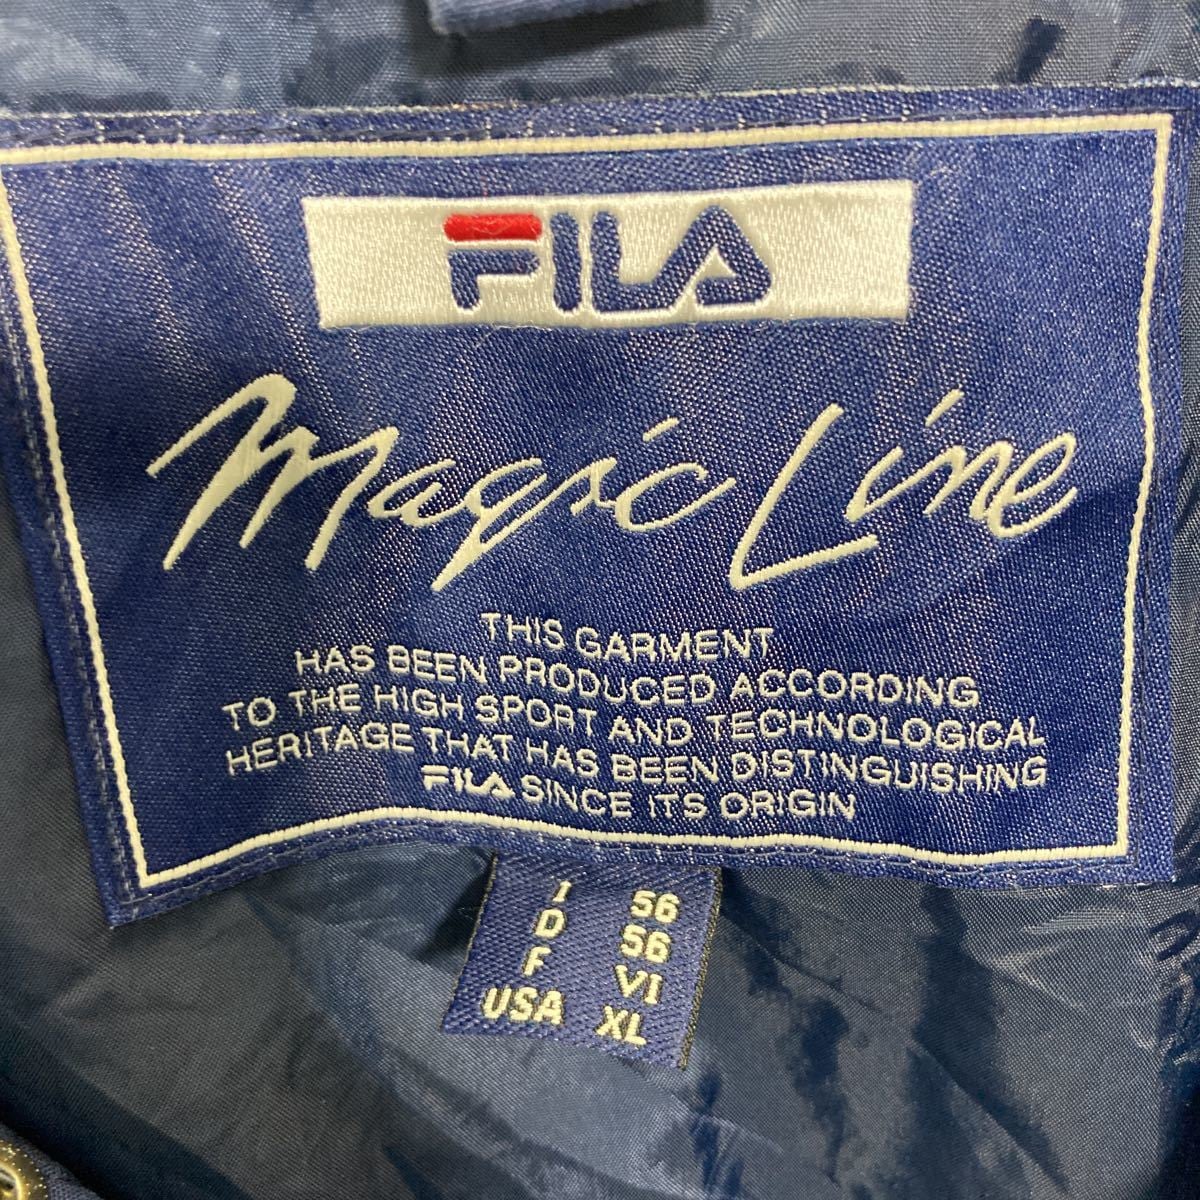 FILA
Magic Line
THIS GARMENT
HAS BEEN PRODUCED ACCORDING
TO THE HIGH SPORT AND TECHNOLOGICAL
HERITAGE THAT HAS BEEN DISTINGUISHING
FILA SINCE ITS ORIGIN
I 56
D 56
F VI
USA XL